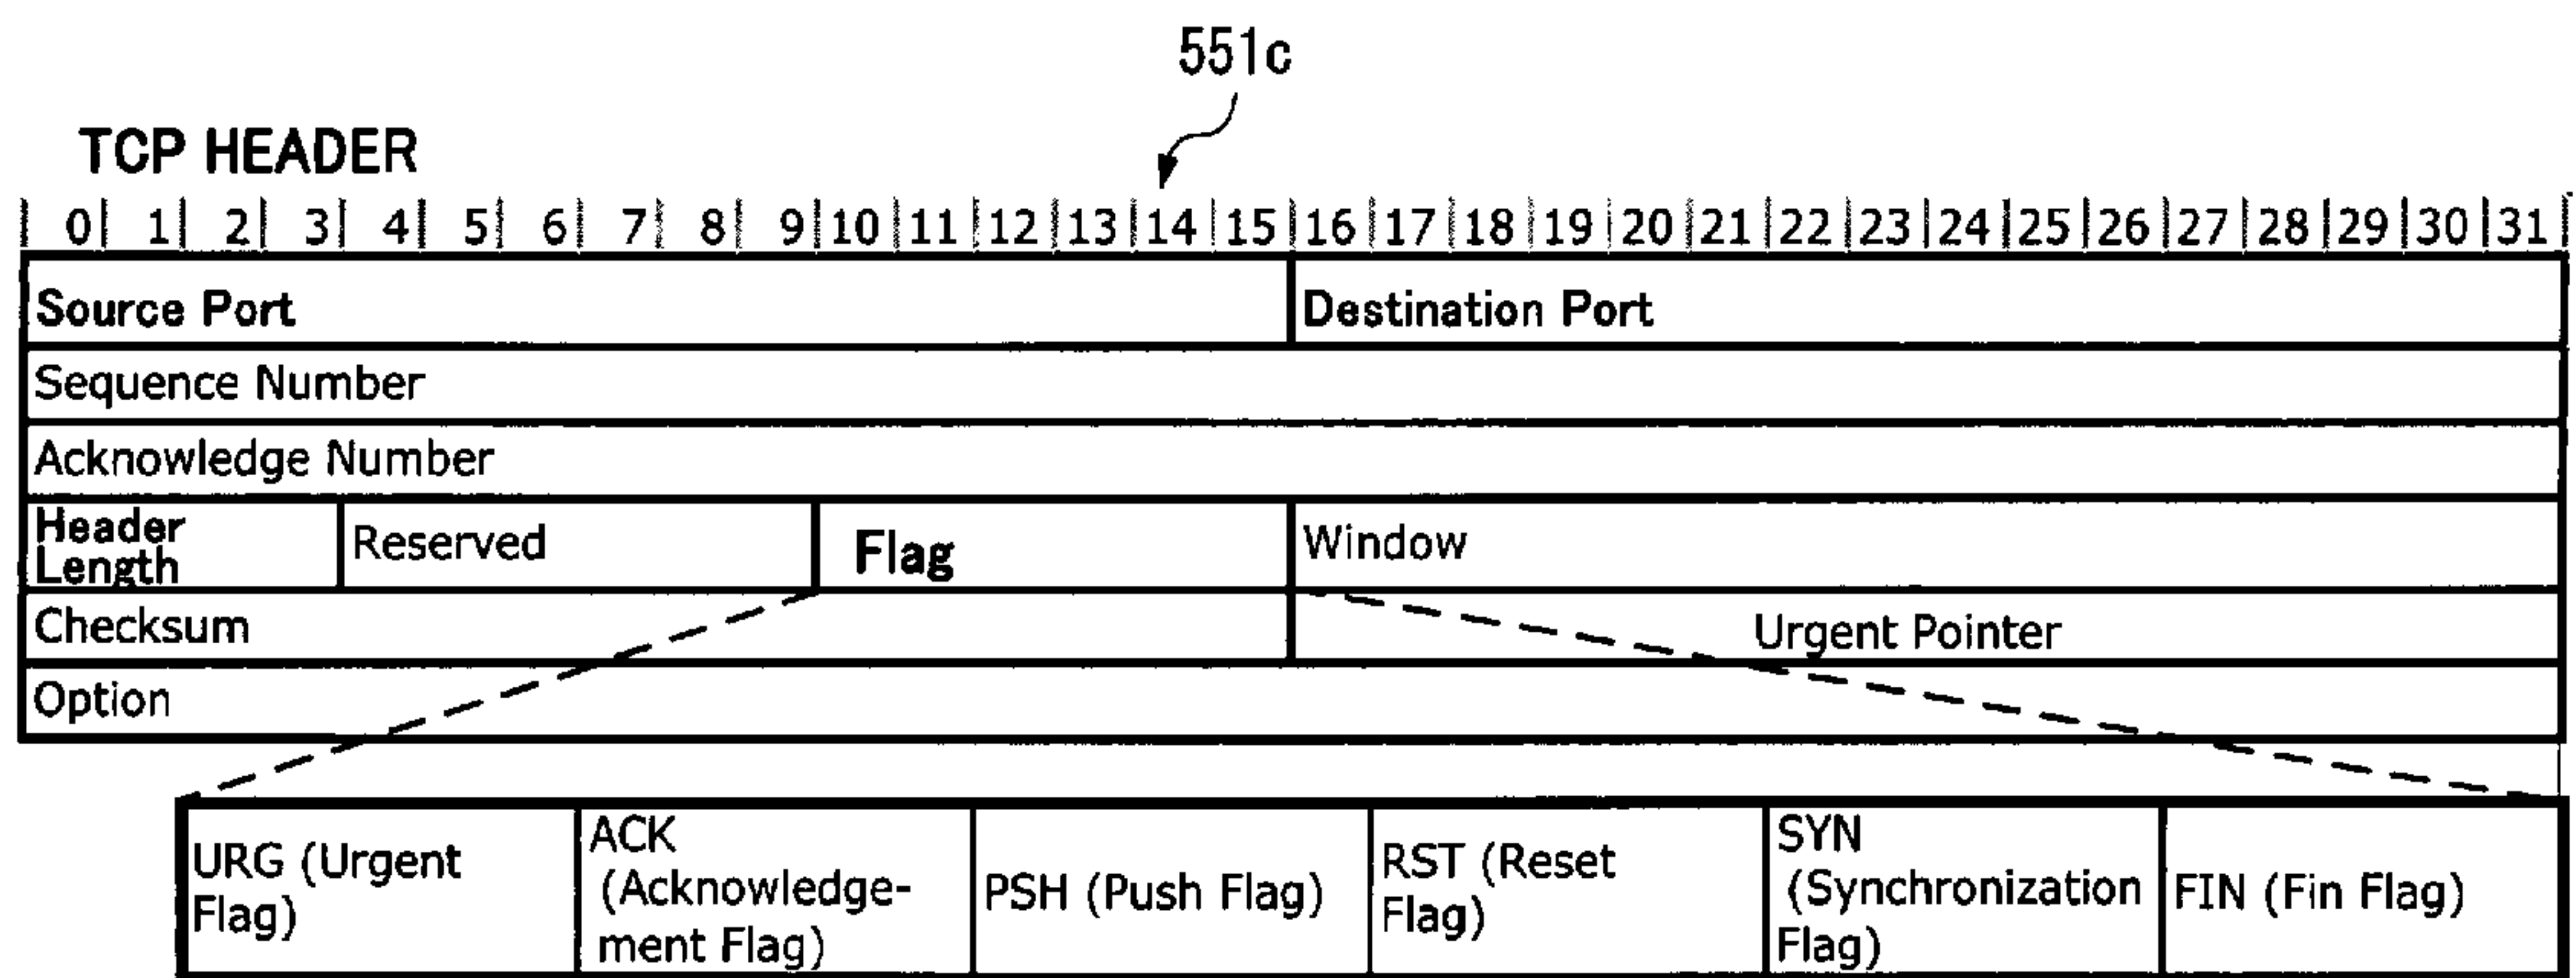 551c
TCP HEADER
0 1 2 3 4 5 6 7 8 9 10 11 12 13 14 15 16 17 18 19 20 21 22 23 24 25 26 27 28 29 30 31
Source Port Destination Port
Sequence Number
Acknowledge Number
Header
Length
Reserved
Flag
Window
Checksum
Urgent Pointer
Option
URG (Urgent
Flag)
ACK
(Acknowledge-
ment Flag)
PSH (Push Flag)
RST (Reset
Flag)
SYN
(Synchronization
Flag)
FIN (Fin Flag)